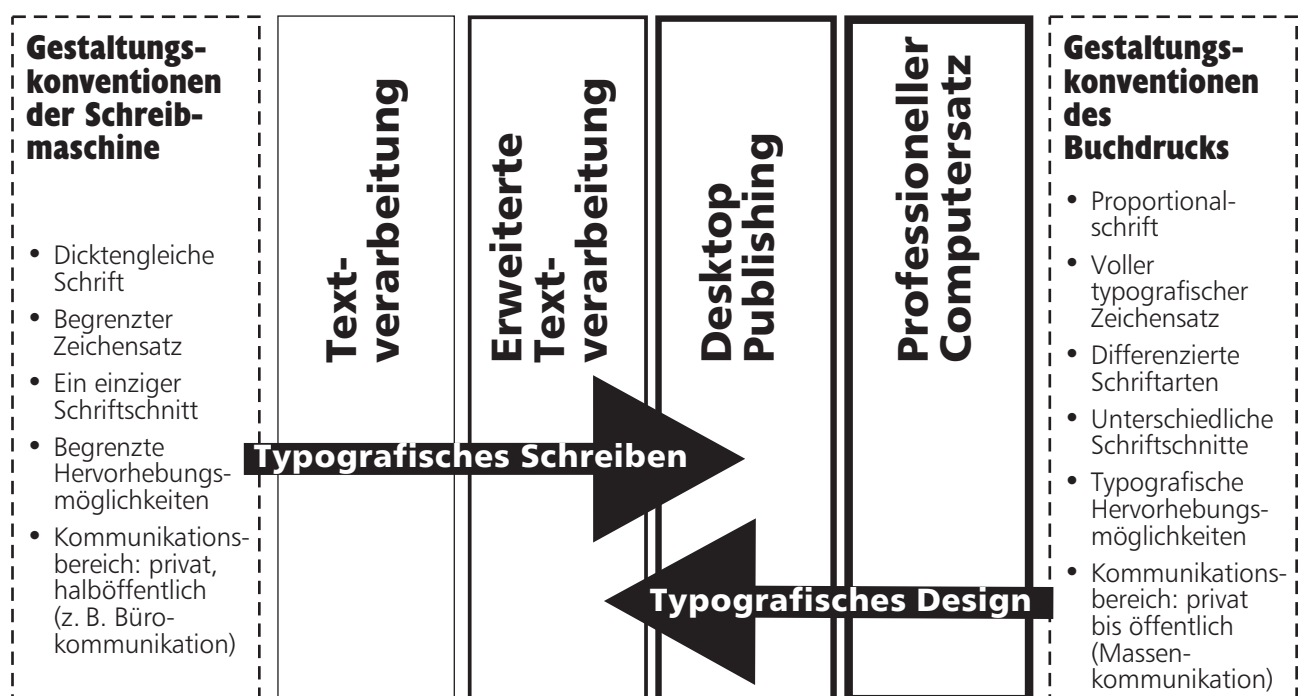 Gestaltungs-
konventionen
der Schreib-
maschine
• Dicktengleiche
Schrift
• Begrenzter
Zeichensatz
• Ein einziger
Schriftschnitt
• Begrenzte
Hervorhebungs-
möglichkeiten
• Kommunikations-
bereich: privat,
halböffentlich
(z. B. Büro-
kommunikation)
Text-
verarbeitung
Erweiterte
Text-
verarbeitung
Desktop
Publishing
Professioneller
Computersatz
Typografisches Schreiben
Typografisches Design
Gestaltungs-
konventionen
des
Buchdrucks
• Proportional-
schrift
• Voller
typografischer
Zeichensatz
• Differenzierte
Schriftarten
• Unterschiedliche
Schriftschnitte
• Typografische
Hervorhebungs-
möglichkeiten
• Kommunikations-
bereich: privat
bis öffentlich
(Massen-
kommunikation)